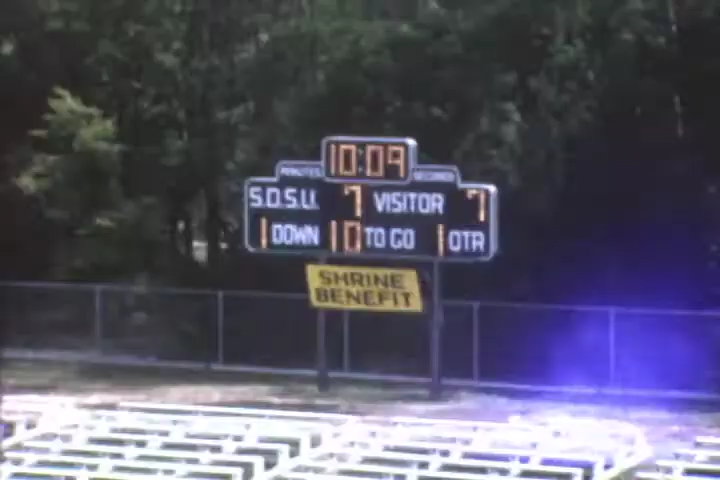 10:09
MINUTES SECONDS
S.D.S.U. 7 VISITOR 7
1 DOWN 10 TO GO 1 QTR
SHRINE
BENEFIT